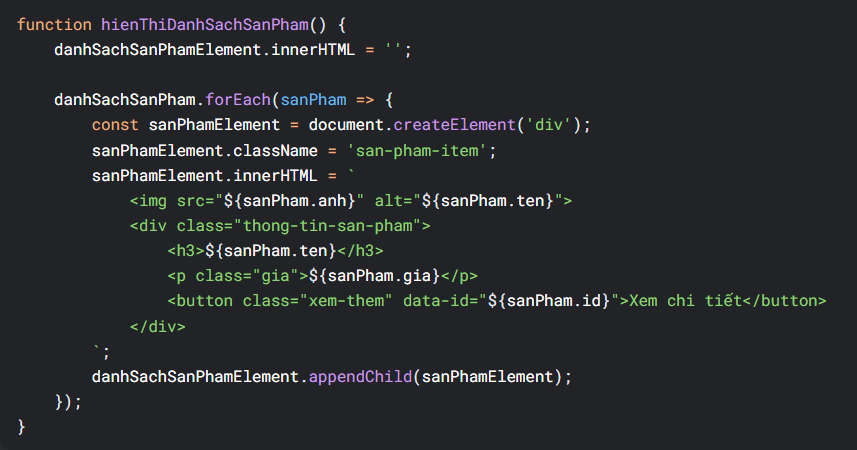 function hienThiDanhSachSanPham() {
    danhSachSanPhamElement.innerHTML = '';

    danhSachSanPham.forEach(sanPham => {
        const sanPhamElement = document.createElement('div');
        sanPhamElement.className = 'san-pham-item';
        sanPhamElement.innerHTML = `
            <img src="${sanPham.anh}" alt="${sanPham.ten}">
            <div class="thong-tin-san-pham">
                <h3>${sanPham.ten}</h3>
                <p class="gia">${sanPham.gia}</p>
                <button class="xem-them" data-id="${sanPham.id}">Xem chi tiết</button>
            </div>
        `;
        danhSachSanPhamElement.appendChild(sanPhamElement);
    });
}